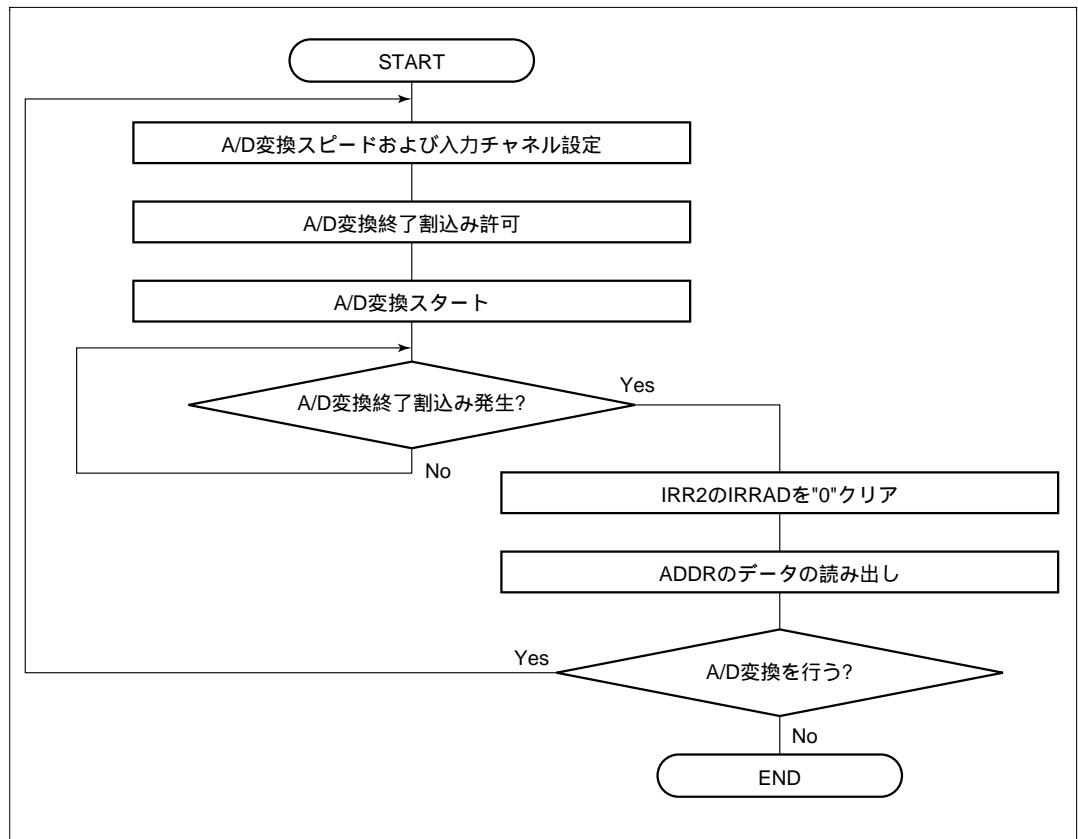 START
A/D変換スピードおよび入力チャネル設定
A/D変換終了割込み許可
A/D変換スタート
A/D変換終了割込み発生?
Yes
No
IRR2のIRRADを"0"クリア
ADDRのデータの読み出し
A/D変換を行う?
Yes
No
END